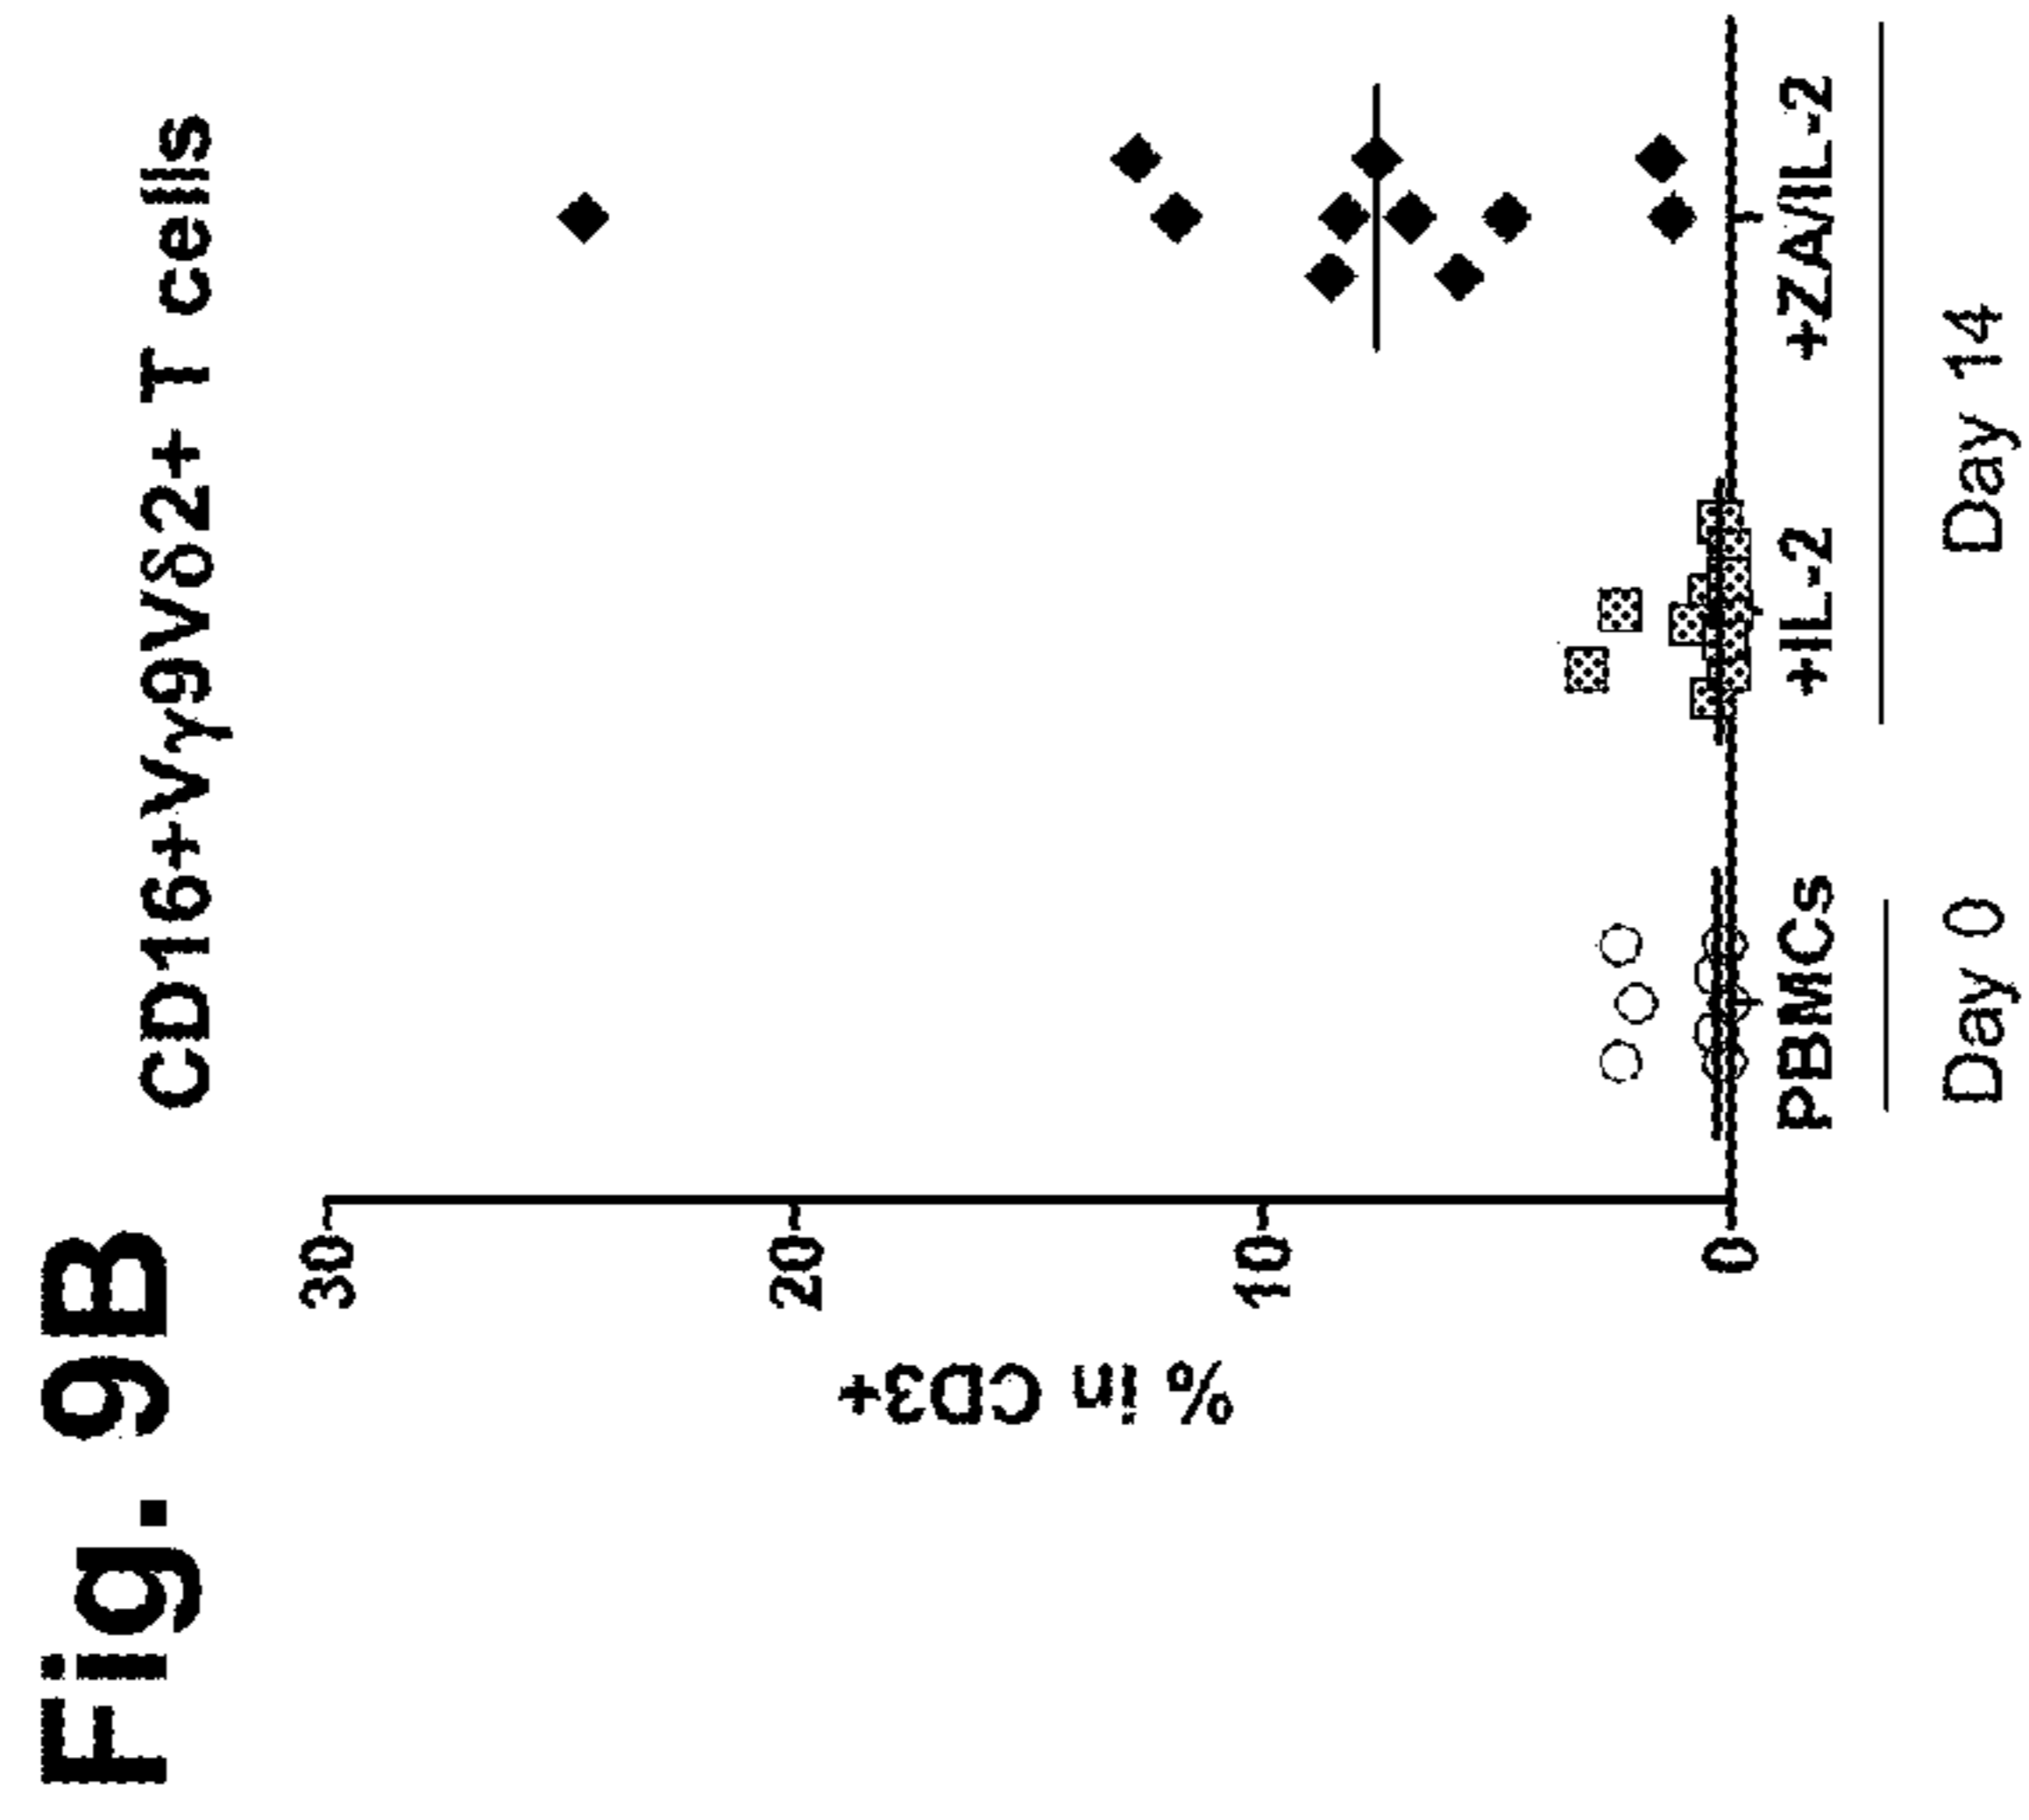 Fig. 9B
CD16+Vγ9Vδ2+ T cells
% in CD3+
30
20
10
0
PBMCs +IL-2 +ZA/IL-2
Day 0 Day 14